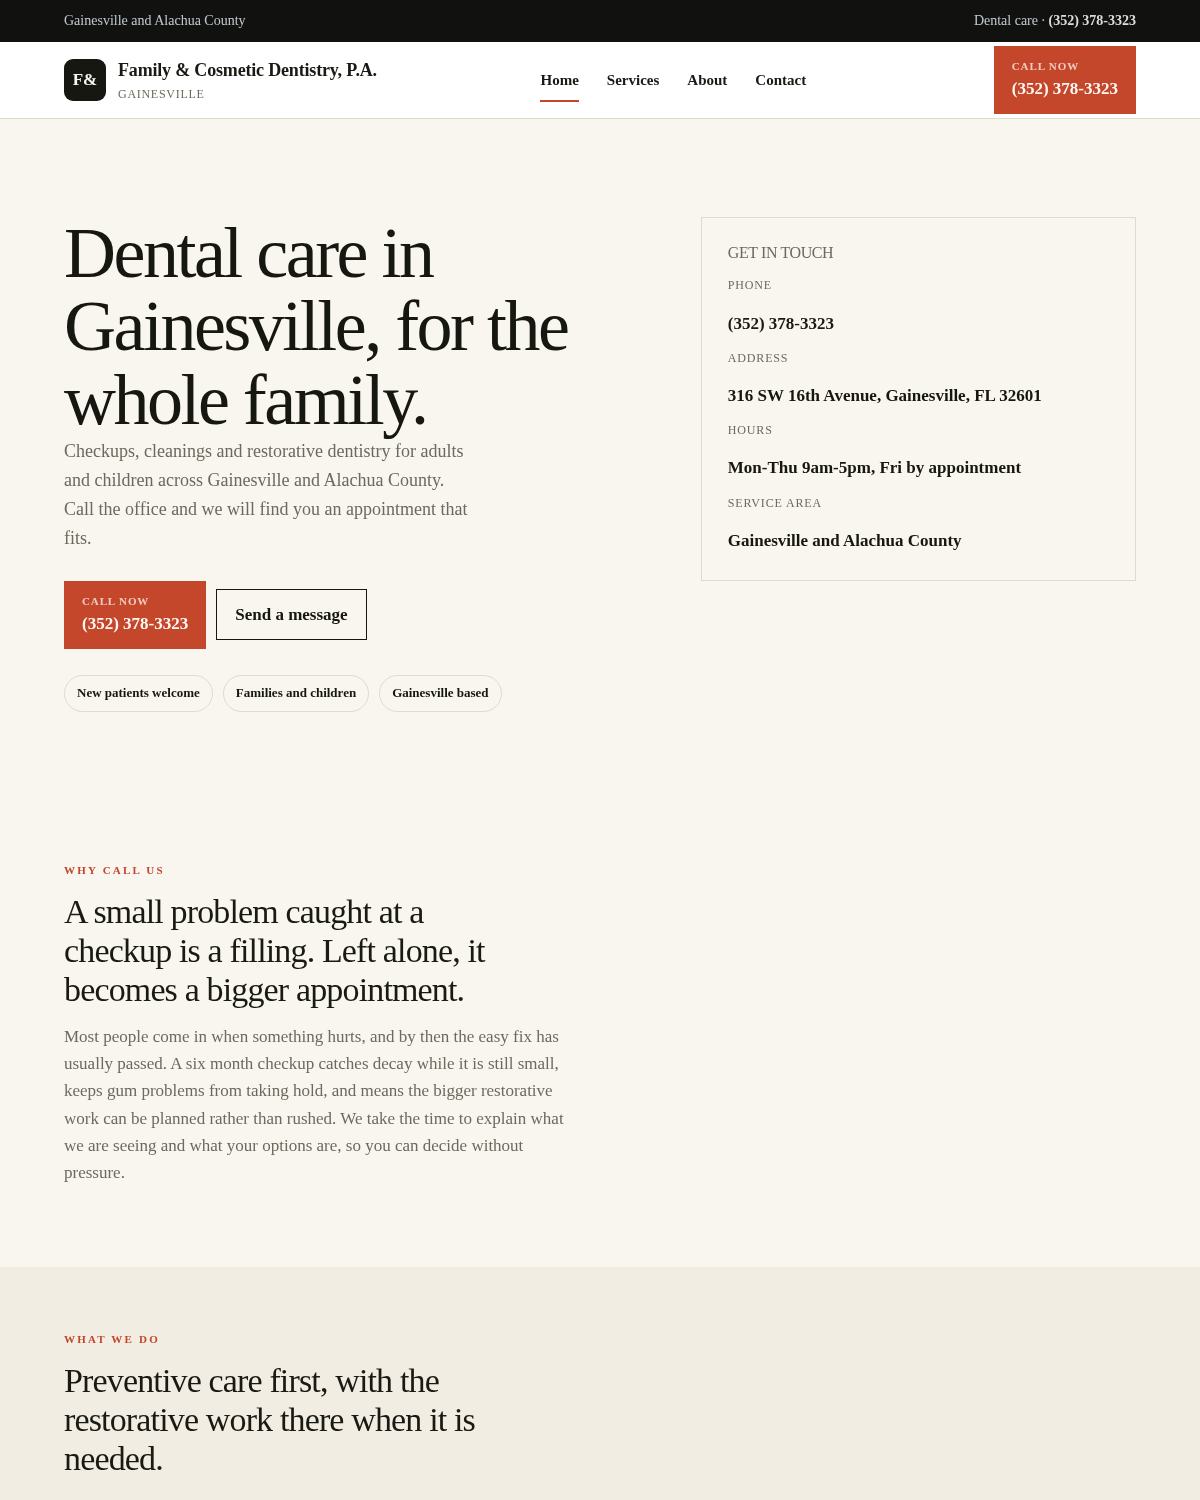 Gainesville and Alachua County
Dental care · (352) 378-3323
F&
Family & Cosmetic Dentistry, P.A.
GAINESVILLE
Home
Services
About
Contact
CALL NOW
(352) 378-3323
Dental care in
Gainesville, for the
whole family.
Checkups, cleanings and restorative dentistry for adults
and children across Gainesville and Alachua County.
Call the office and we will find you an appointment that
fits.
CALL NOW
(352) 378-3323
Send a message
New patients welcome
Families and children
Gainesville based
GET IN TOUCH
PHONE
(352) 378-3323
ADDRESS
316 SW 16th Avenue, Gainesville, FL 32601
HOURS
Mon-Thu 9am-5pm, Fri by appointment
SERVICE AREA
Gainesville and Alachua County
WHY CALL US
A small problem caught at a
checkup is a filling. Left alone, it
becomes a bigger appointment.
Most people come in when something hurts, and by then the easy fix has
usually passed. A six month checkup catches decay while it is still small,
keeps gum problems from taking hold, and means the bigger restorative
work can be planned rather than rushed. We take the time to explain what
we are seeing and what your options are, so you can decide without
pressure.
WHAT WE DO
Preventive care first, with the
restorative work there when it is
needed.